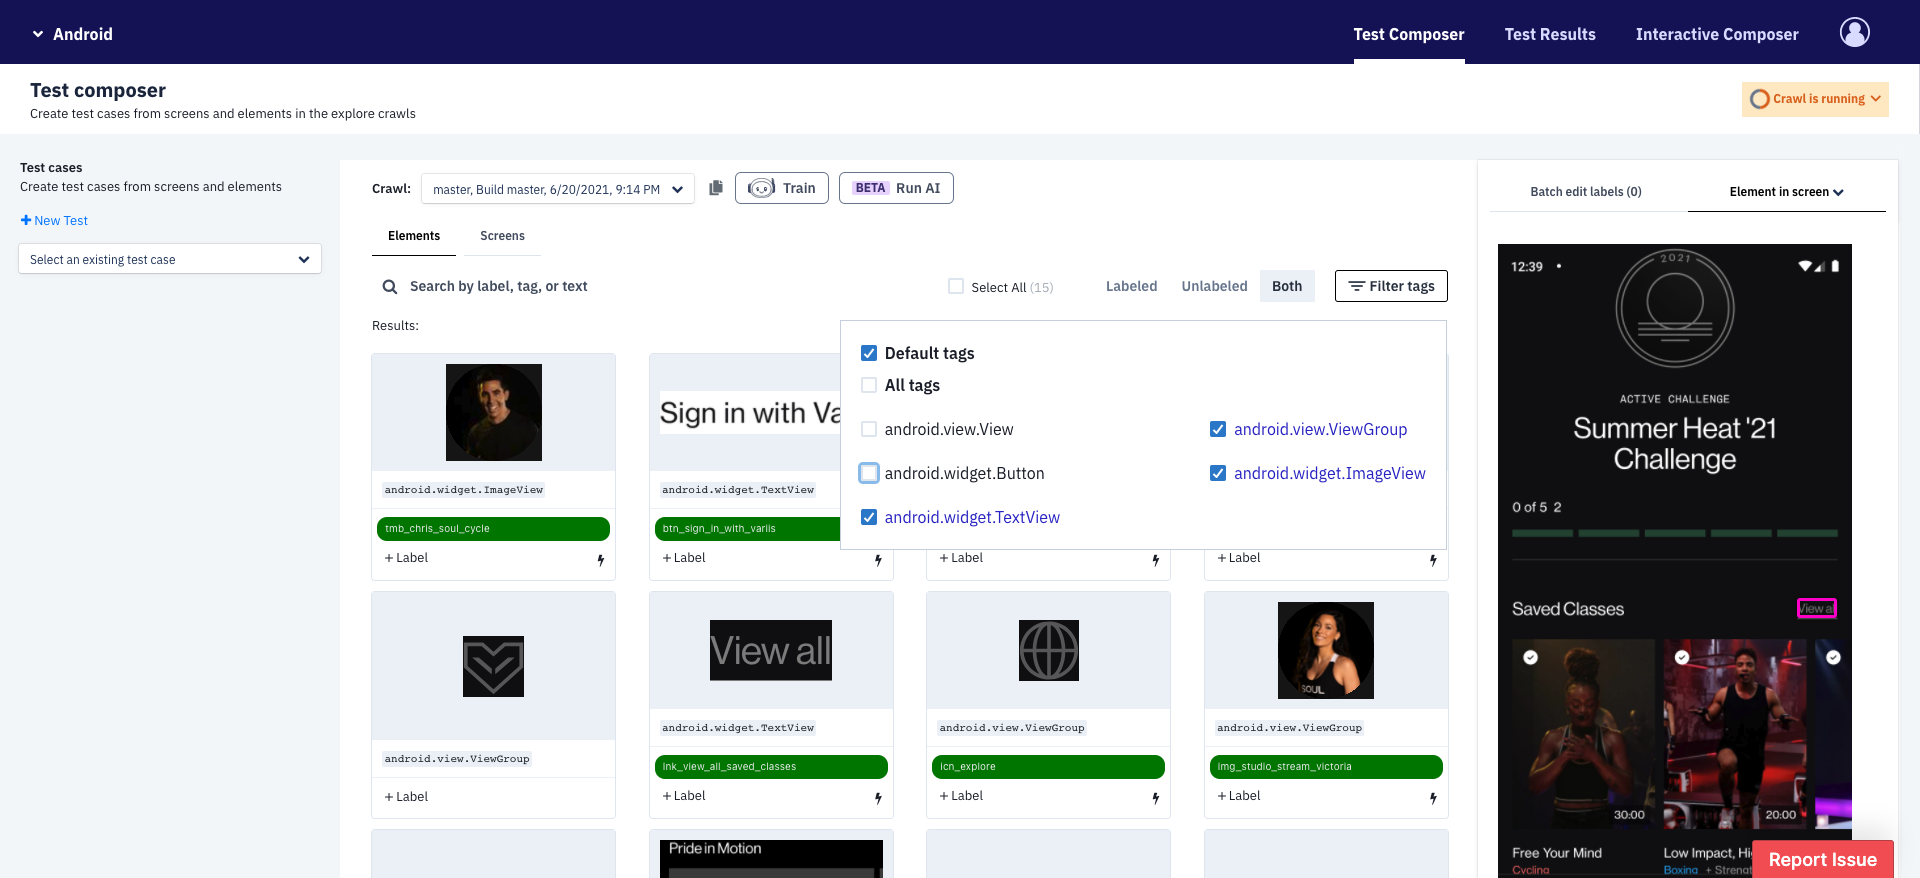 Android
Test Composer
Test Results
Interactive Composer
Test composer
Create test cases from screens and elements in the explore crawls
Crawl is running
Test cases
Create test cases from screens and elements
New Test
Select an existing test case
Crawl:
master, Build master, 6/20/2021, 9:14 PM
Train
BETA Run AI
Elements
Screens
Search by label, tag, or text
Select All (15)
Labeled
Unlabeled
Both
Filter tags
Results:
Default tags
All tags
android.view.View
android.view.ViewGroup
android.widget.Button
android.widget.ImageView
android.widget.TextView
android.widget.ImageView
tmb_chris_soul_cycle
+ Label
Sign in with Va
android.widget.TextView
btn_sign_in_with_variis
+ Label
+ Label
+ Label
android.view.ViewGroup
+ Label
View all
android.widget.TextView
lnk_view_all_saved_classes
+ Label
android.view.ViewGroup
icn_explore
+ Label
SOUL
android.view.ViewGroup
img_studio_stream_victoria
+ Label
Pride in Motion
Batch edit labels (0)
Element in screen
12:39
2021
ACTIVE CHALLENGE
Summer Heat '21
Challenge
0 of 5 2
Saved Classes
View all
30:00
20:00
Free Your Mind
Cycling
Low Impact, Hi
Boxing + Strengt
Report Issue